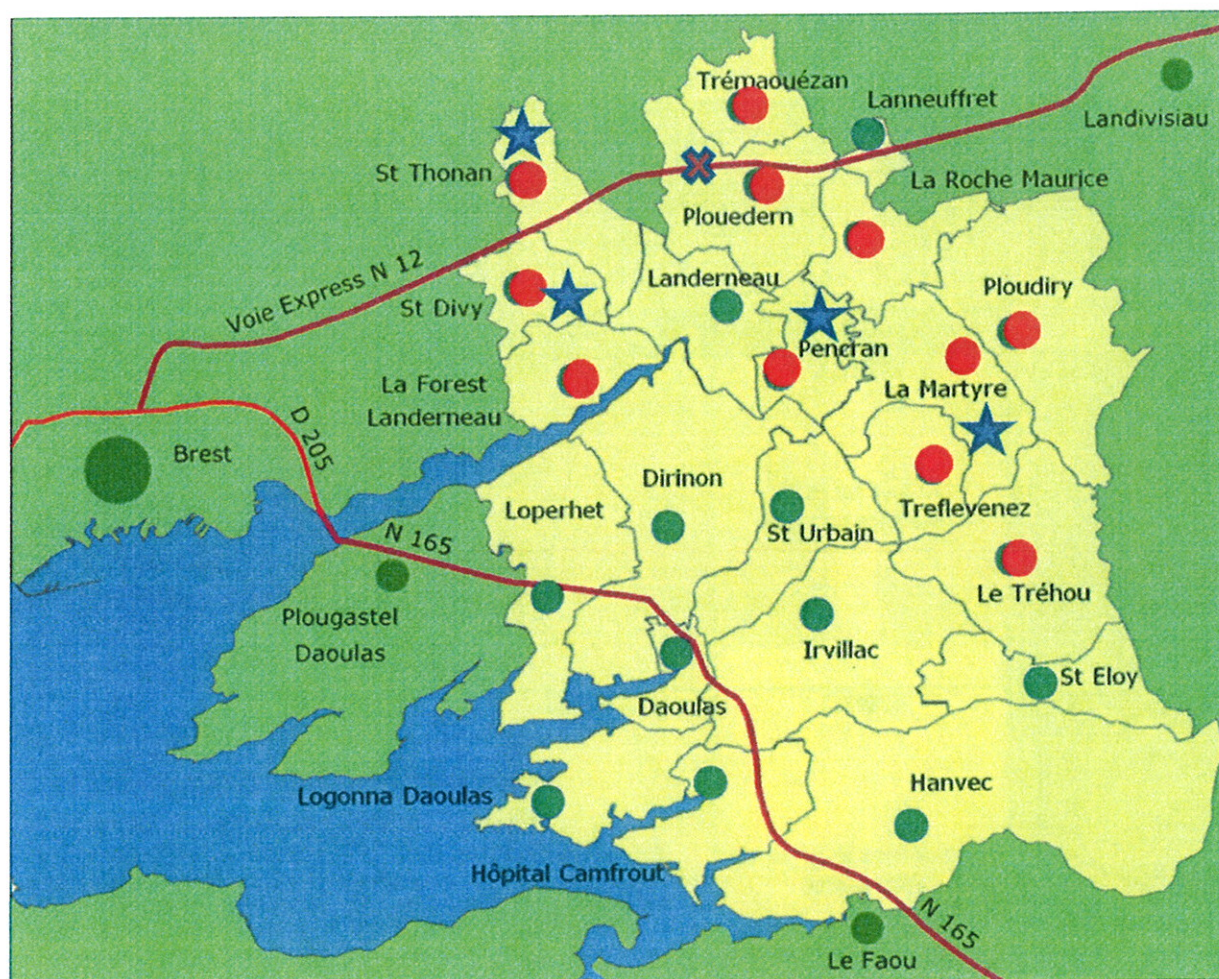 Trémaouézan
Lanneuffret
Landivisiau
St Thonan
La Roche Maurice
Plouedern
Voie Express N 12
Landerneau
Ploudiry
St Divy
Pencran
La Forest
Landerneau
La Martyre
D 205
Brest
Dirinon
Loperhet
Treflevenez
St Urbain
N 165
Le Tréhou
Plougastel
Daoulas
Irvillac
St Eloy
Daoulas
Hanvec
Logonna Daoulas
Hôpital Camfrout
N 165
Le Faou